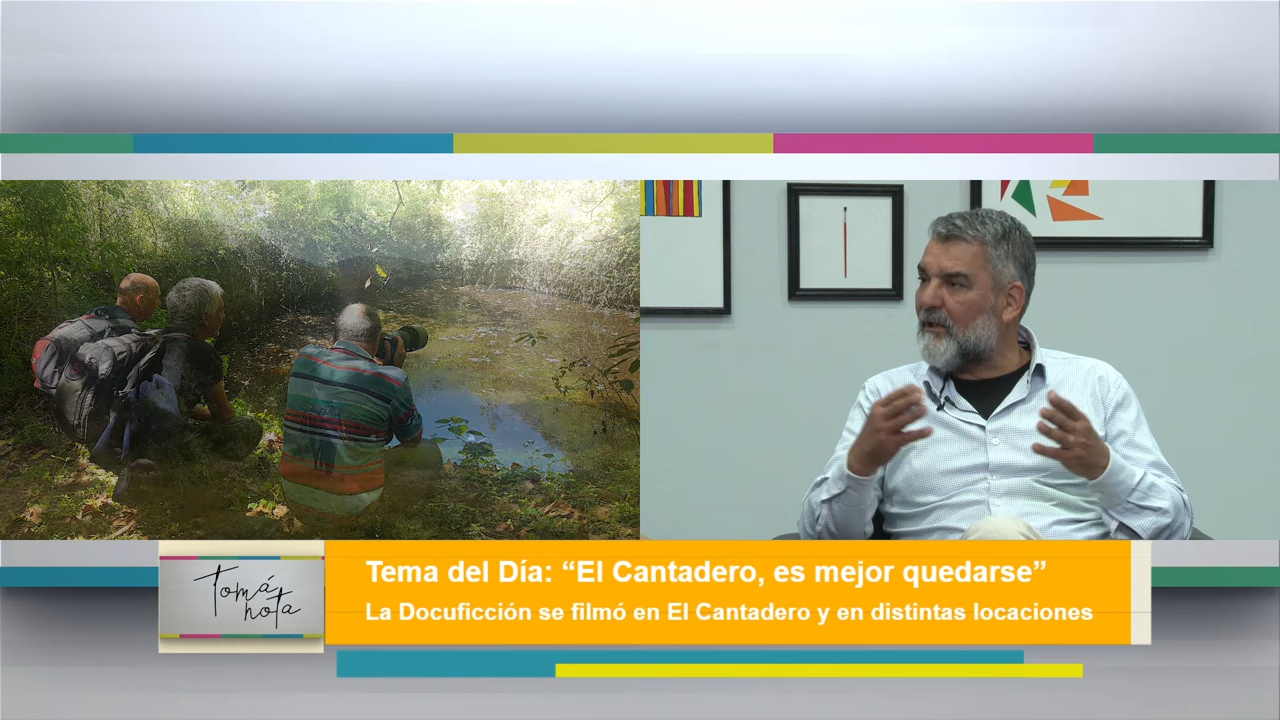 Tomá
nota
Tema del Día: “El Cantadero, es mejor quedarse”
La Docuficción se filmó en El Cantadero y en distintas locaciones